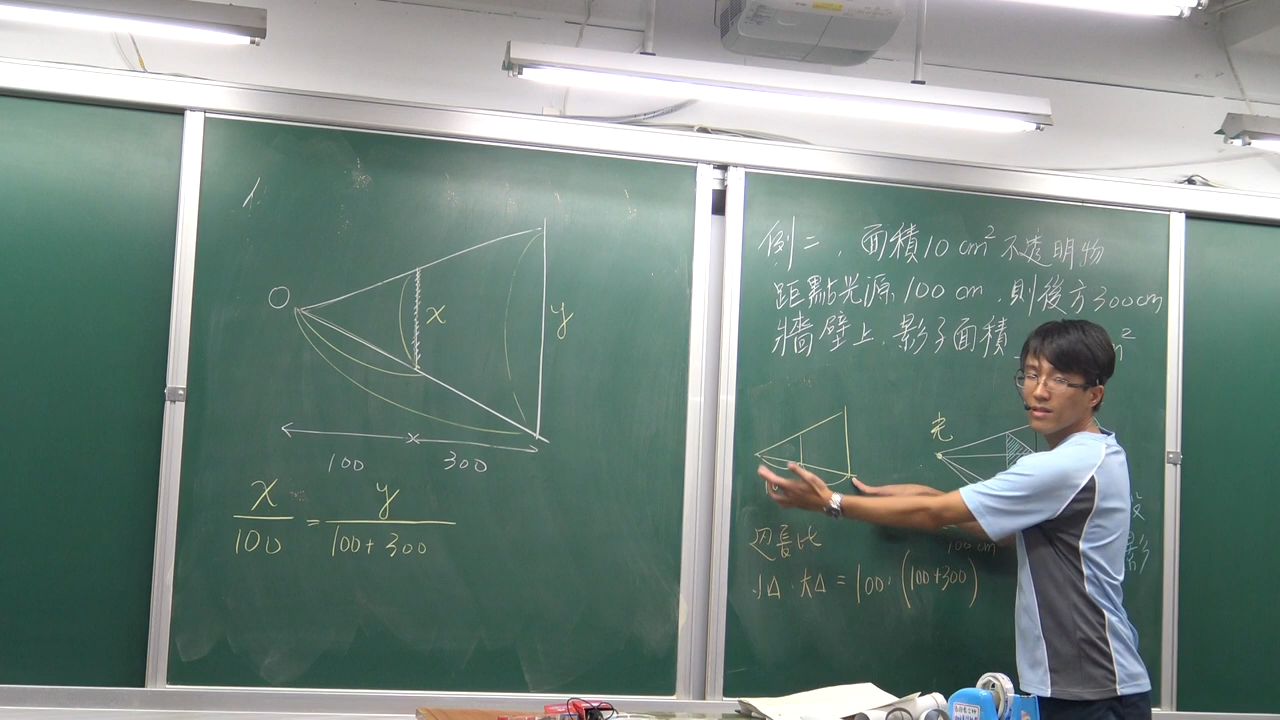 1.
O
x
y
100 300
x/100 = y/(100+300)
例二, 面積10 cm² 不透明物
距點光源 100 cm, 則後方300cm
牆壁上, 影子面積
光
100 cm
影
边長比
小△:大△ = 100:(100+300)